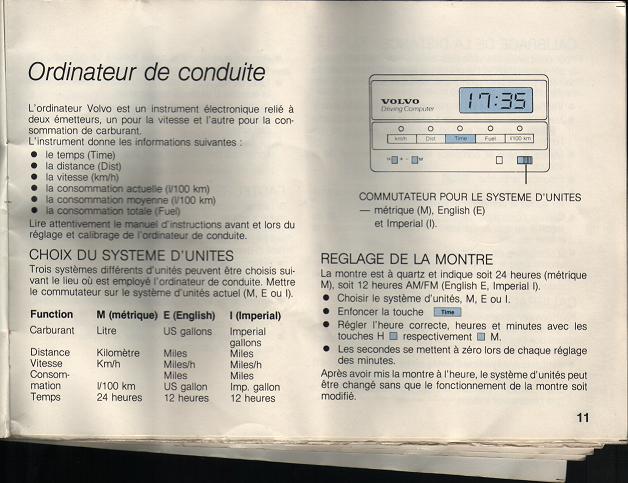 Ordinateur de conduite
L'ordinateur Volvo est un instrument électronique relié à
deux émetteurs, un pour la vitesse et l'autre pour la con-
sommation de carburant.
L'instrument donne les informations suivantes :
● le temps (Time)
● la distance (Dist)
● la vitesse (km/h)
● la consommation actuelle (l/100 km)
● la consommation moyenne (l/100 km)
● la consommation totale (Fuel)
Lire attentivement le manuel d'instructions avant et lors du
réglage et calibrage de l'ordinateur de conduite.
CHOIX DU SYSTEME D'UNITES
Trois systèmes différents d'unités peuvent être choisis sui-
vant le lieu où est employé l'ordinateur de conduite. Mettre
le commutateur sur le système d'unités actuel (M, E ou I).
Function M (métrique) E (English) I (Imperial)
Carburant Litre US gallons Imperial
gallons
Distance Kilomètre Miles Miles
Vitesse Km/h Miles/h Miles/h
Consom- Miles Miles
mation l/100 km US gallon Imp. gallon
Temps 24 heures 12 heures 12 heures
VOLVO
Driving Computer
17:35
km/h Dist Time Fuel l/100 km
H + - M
COMMUTATEUR POUR LE SYSTEME D'UNITES
— métrique (M), English (E)
et Imperial (I).
REGLAGE DE LA MONTRE
La montre est à quartz et indique soit 24 heures (métrique
M), soit 12 heures AM/FM (English E, Imperial I).
● Choisir le système d'unités, M, E ou I.
● Enfoncer la touche Time
● Régler l'heure correcte, heures et minutes avec les
touches H respectivement M.
● Les secondes se mettent à zéro lors de chaque réglage
des minutes.
Après avoir mis la montre à l'heure, le système d'unités peut
être changé sans que le fonctionnement de la montre soit
modifié.
11